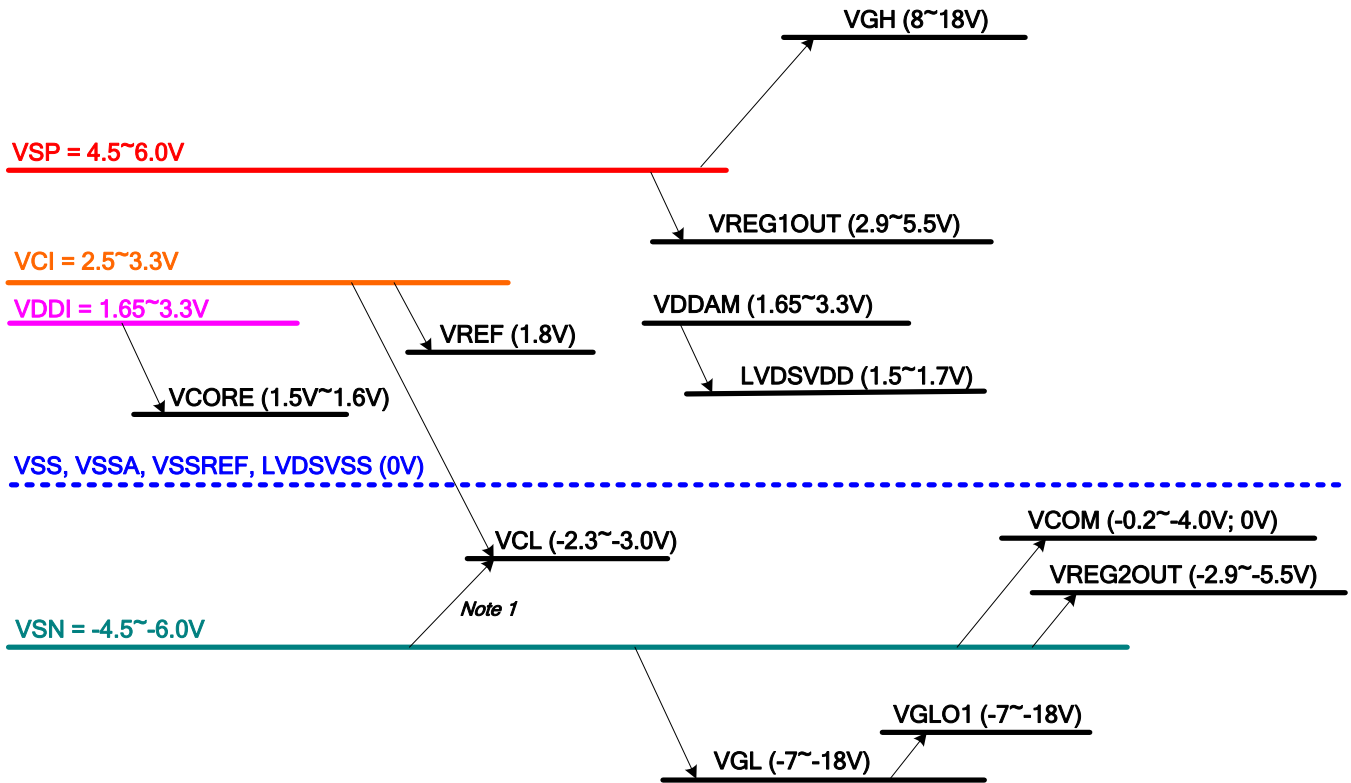 VGH (8~18V)
VSP = 4.5~6.0V
VREG1OUT (2.9~5.5V)
VCI = 2.5~3.3V
VDDI = 1.65~3.3V
VDDAM (1.65~3.3V)
VREF (1.8V)
LVDSVDD (1.5~1.7V)
VCORE (1.5V~1.6V)
VSS, VSSA, VSSREF, LVDSVSS (0V)
VCOM (-0.2~-4.0V; 0V)
VCL (-2.3~-3.0V)
VREG2OUT (-2.9~-5.5V)
Note 1
VSN = -4.5~-6.0V
VGLO1 (-7~-18V)
VGL (-7~-18V)